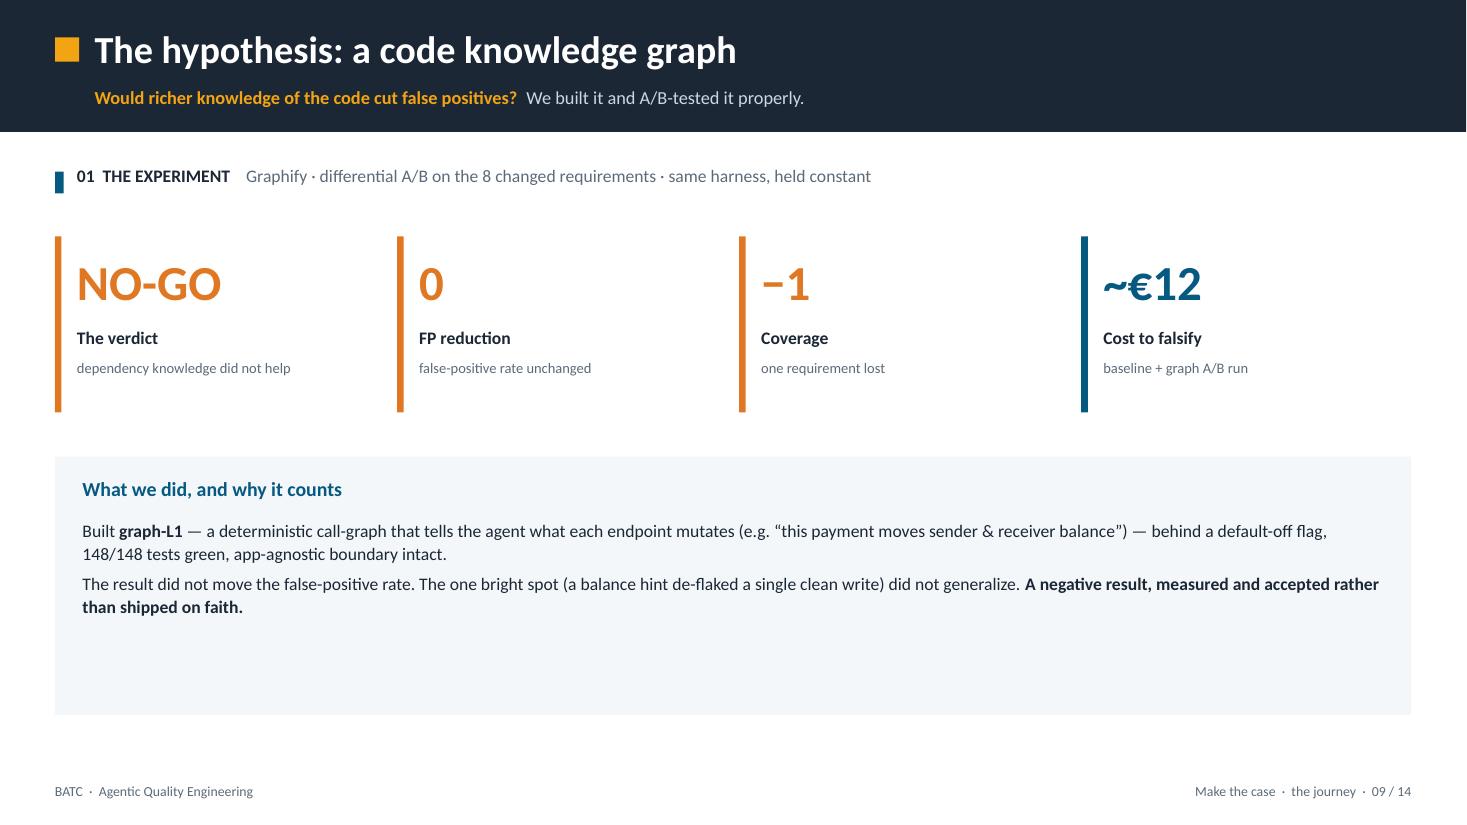 The hypothesis: a code knowledge graph
Would richer knowledge of the code cut false positives? We built it and A/B-tested it properly.
01 THE EXPERIMENT Graphify · differential A/B on the 8 changed requirements · same harness, held constant
NO-GO
The verdict
dependency knowledge did not help
0
FP reduction
false-positive rate unchanged
−1
Coverage
one requirement lost
~€12
Cost to falsify
baseline + graph A/B run
What we did, and why it counts
Built graph-L1 — a deterministic call-graph that tells the agent what each endpoint mutates (e.g. “this payment moves sender & receiver balance”) — behind a default-off flag,
148/148 tests green, app-agnostic boundary intact.
The result did not move the false-positive rate. The one bright spot (a balance hint de-flaked a single clean write) did not generalize. A negative result, measured and accepted rather
than shipped on faith.
BATC · Agentic Quality Engineering
Make the case · the journey · 09 / 14